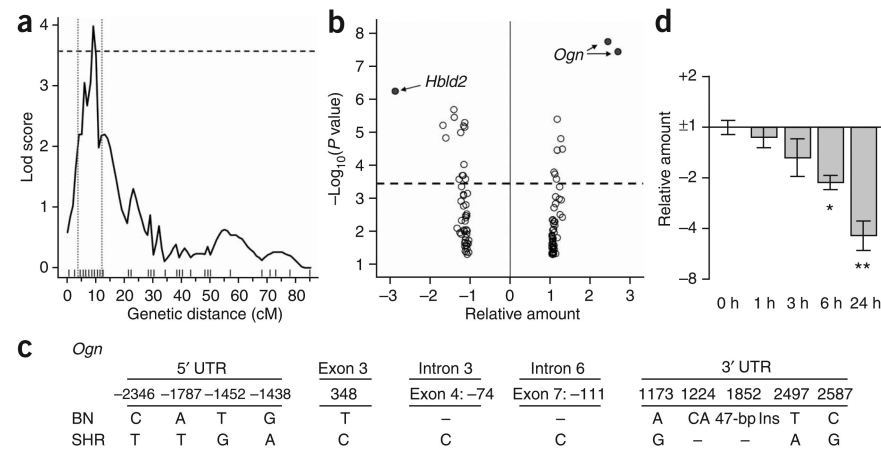 a
4
3
2
1
0
Lod score
0 10 20 30 40 50 60 70 80
Genetic distance (cM)
b
8
7
6
5
4
3
2
1
–Log10(P value)
Hbld2
Ogn
–3 –2 –1 0 1 2 3
Relative amount
d
+2
±1
–2
–4
–8
Relative amount
*
**
0 h 1 h 3 h 6 h 24 h
c
Ogn
5′ UTR Exon 3 Intron 3 Intron 6 3′ UTR
–2346 –1787 –1452 –1438 348 Exon 4: –74 Exon 7: –111 1173 1224 1852 2497 2587
BN C A T G T – – A CA 47-bp Ins T C
SHR T T G A C C C G – – A G